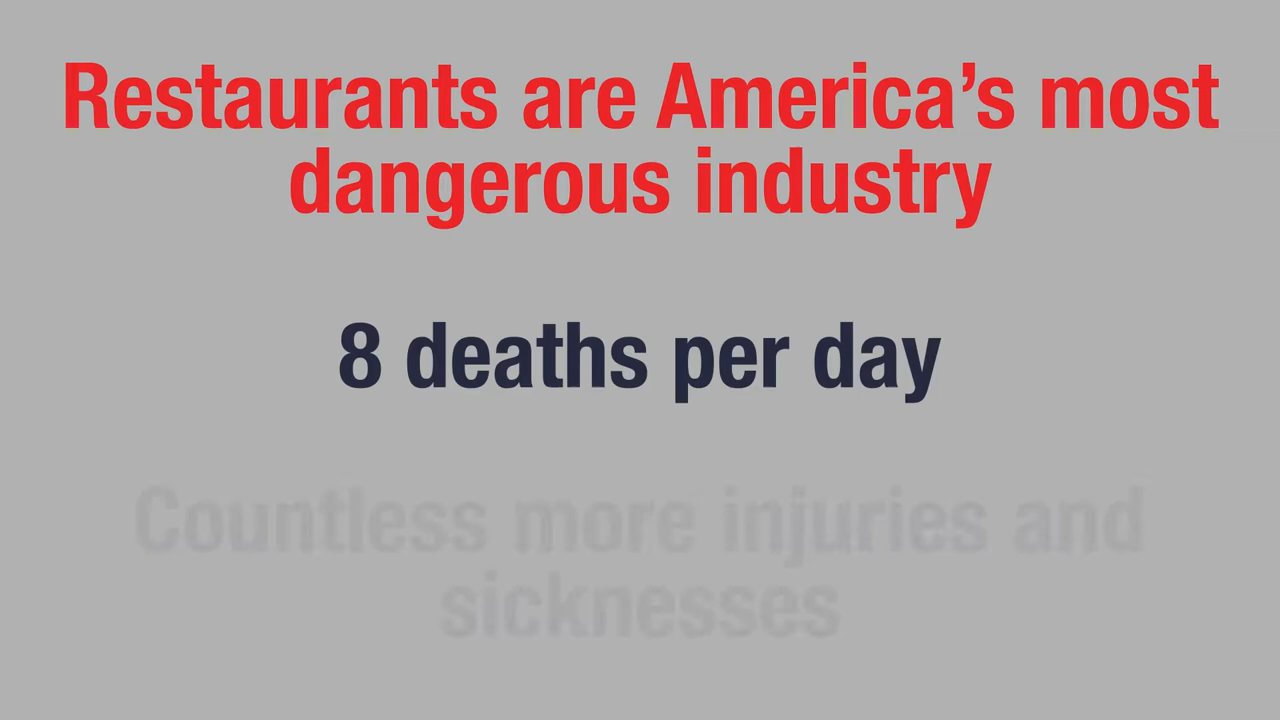 Restaurants are America’s most
dangerous industry
8 deaths per day
Countless more injuries and
sicknesses